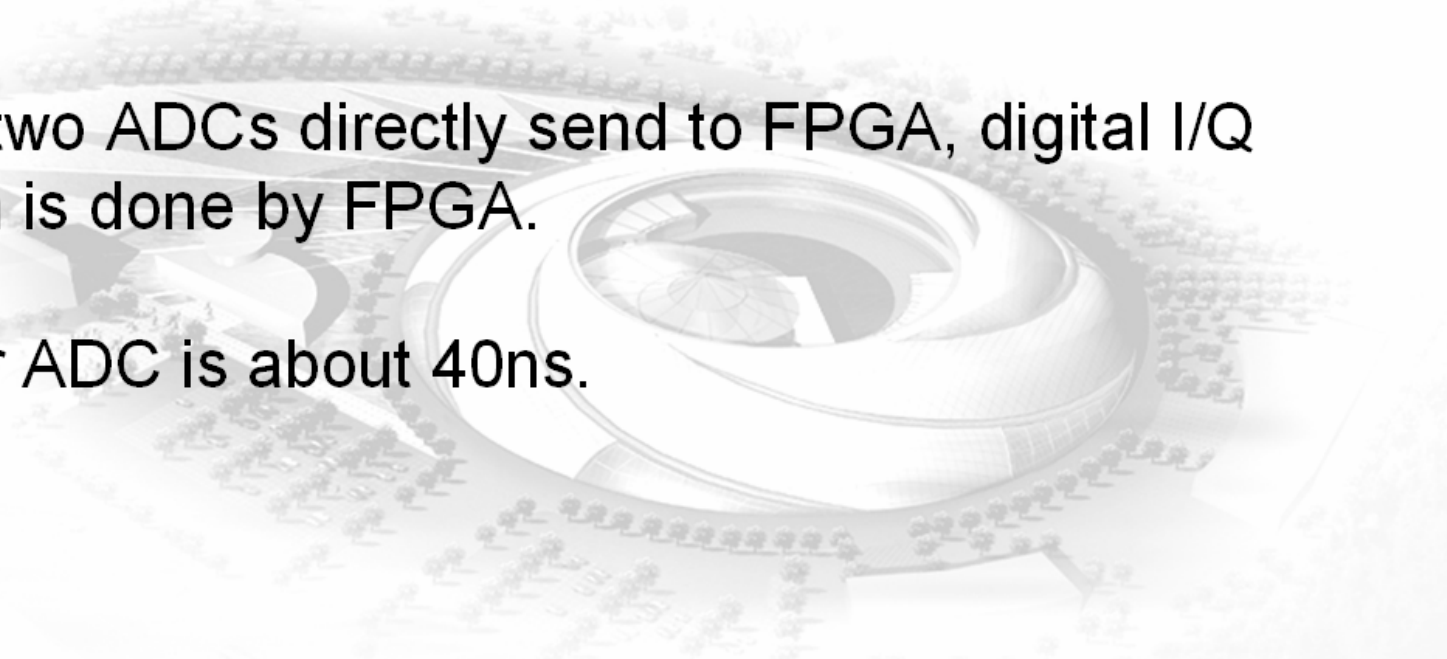 two ADCs directly send to FPGA, digital I/Q
is done by FPGA.
ADC is about 40ns.